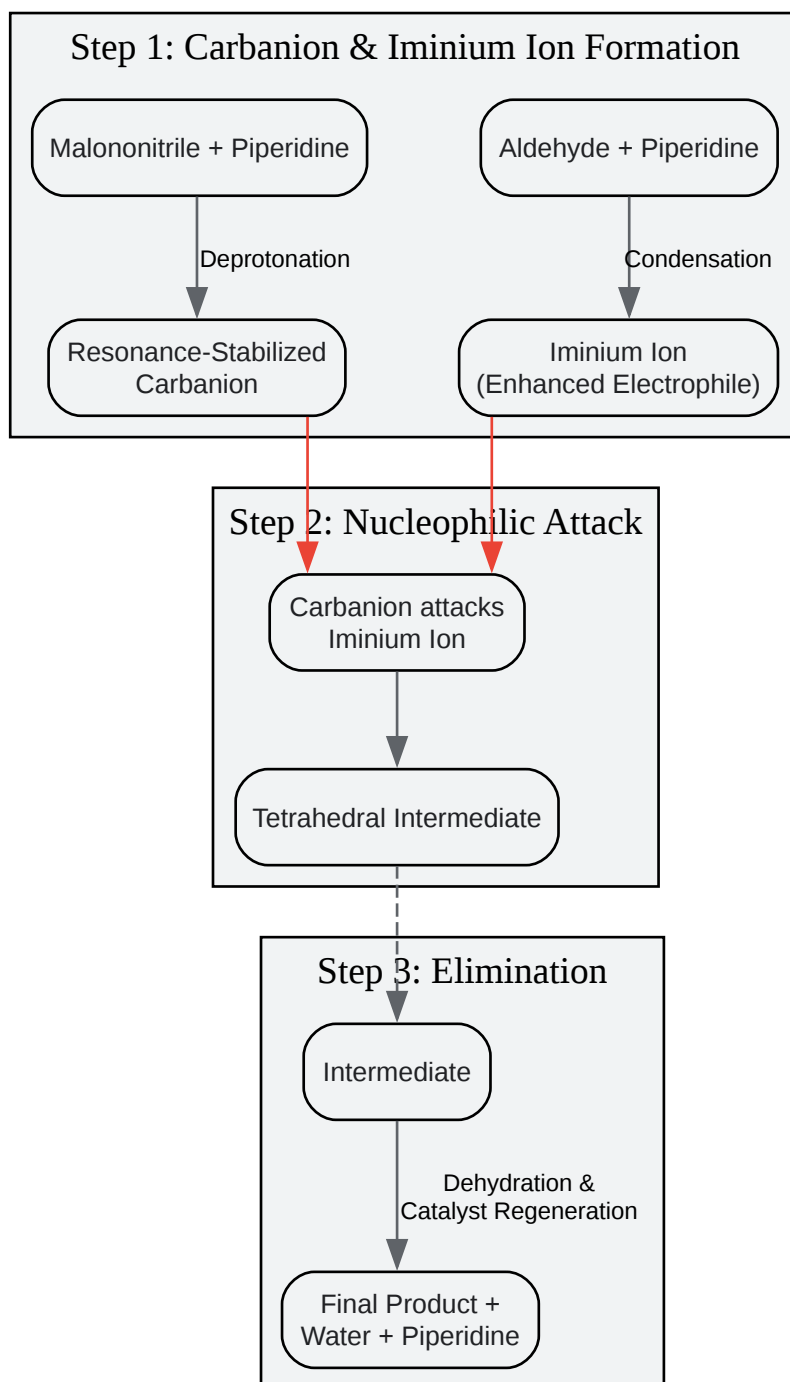 Step 1: Carbanion & Iminium Ion Formation
Malononitrile + Piperidine
Aldehyde + Piperidine
Deprotonation
Condensation
Resonance-Stabilized
Carbanion
Iminium Ion
(Enhanced Electrophile)
Step 2: Nucleophilic Attack
Carbanion attacks
Iminium Ion
Tetrahedral Intermediate
Step 3: Elimination
Intermediate
Dehydration &
Catalyst Regeneration
Final Product +
Water + Piperidine